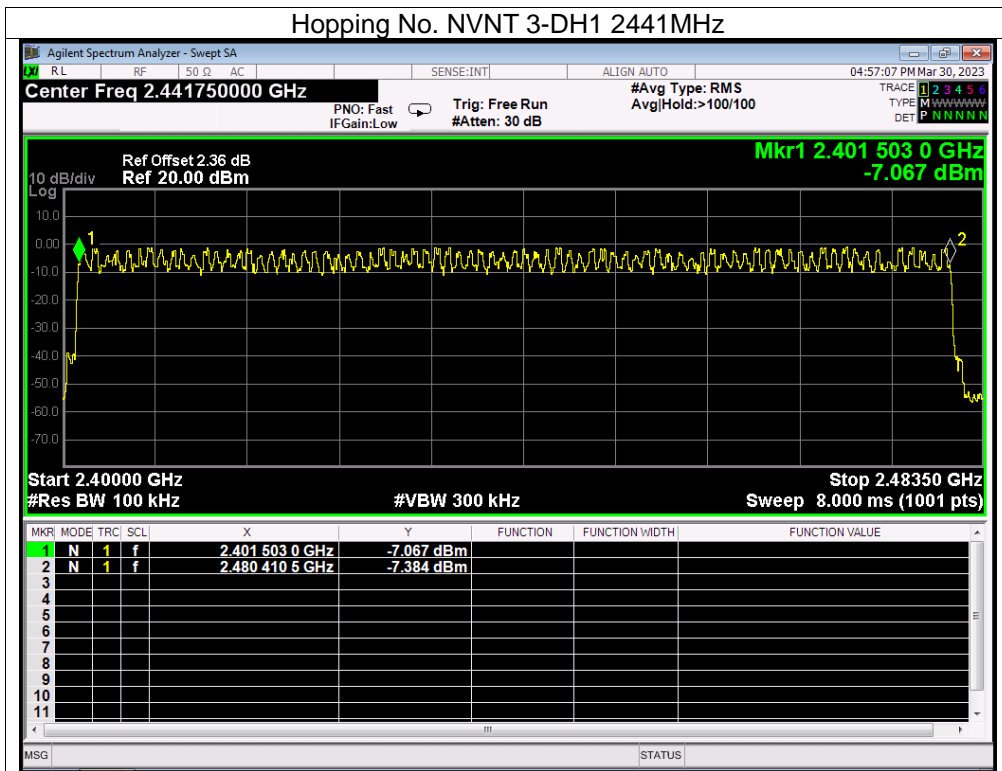 Hopping No. NVNT 3-DH1 2441MHz
Agilent Spectrum Analyzer - Swept SA
LXI RL RF 50 Ω AC SENSE:INT ALIGN AUTO 04:57:07 PM Mar 30, 2023
Center Freq 2.441750000 GHz #Avg Type: RMS TRACE 1 2 3 4 5 6
PNO: Fast Trig: Free Run Avg|Hold:>100/100 TYPE M WWWWW
IFGain:Low #Atten: 30 dB DET P N N N N N
Mkr1 2.401 503 0 GHz
Ref Offset 2.36 dB
10 dB/div Ref 20.00 dBm -7.067 dBm
Log
10.0
0.00 1 2
-10.0
-20.0
-30.0
-40.0
-50.0
-60.0
-70.0
Start 2.40000 GHz Stop 2.48350 GHz
#Res BW 100 kHz #VBW 300 kHz Sweep 8.000 ms (1001 pts)
MKR MODE TRC SCL X Y FUNCTION FUNCTION WIDTH FUNCTION VALUE
1 N 1 f 2.401 503 0 GHz -7.067 dBm
2 N 1 f 2.480 410 5 GHz -7.384 dBm
3
4
5
6
7
8
9
10
11
MSG STATUS